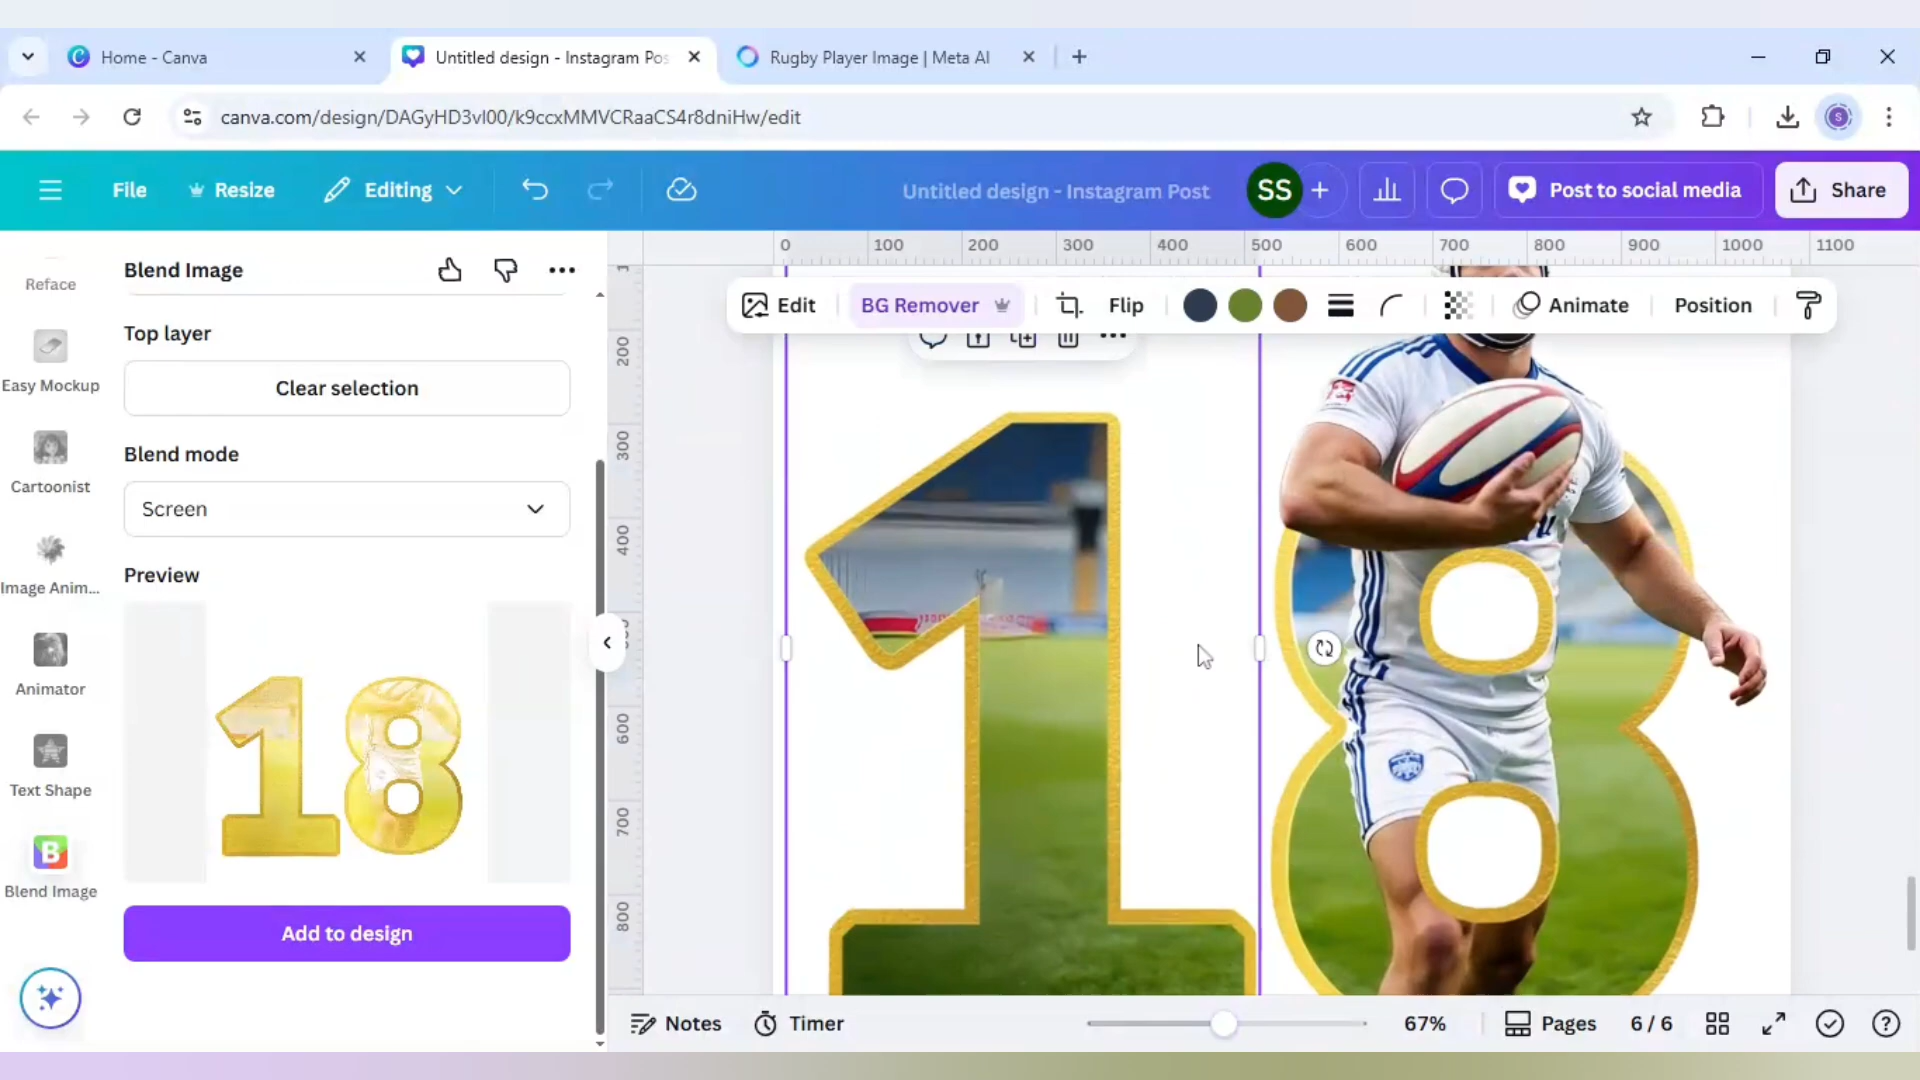 Home - Canva
Untitled design - Instagram Pos
Rugby Player Image | Meta AI
canva.com/design/DAGyHD3vI00/k9ccxMMVCRaaCS4r8dniHw/edit
S
File
Resize
Editing
Untitled design - Instagram Post
SS
Post to social media
Share
0 100 200 300 400 500 600 700 800 900 1000 1100
Reface
Easy Mockup
Cartoonist
Image Anim...
Animator
Text Shape
B
Blend Image
Blend Image
Top layer
Clear selection
Blend mode
Screen
Preview
18
Add to design
Edit
BG Remover
Flip
Animate
Position
200
300
400
600
700
800
18
Notes
Timer
67%
Pages
6 / 6